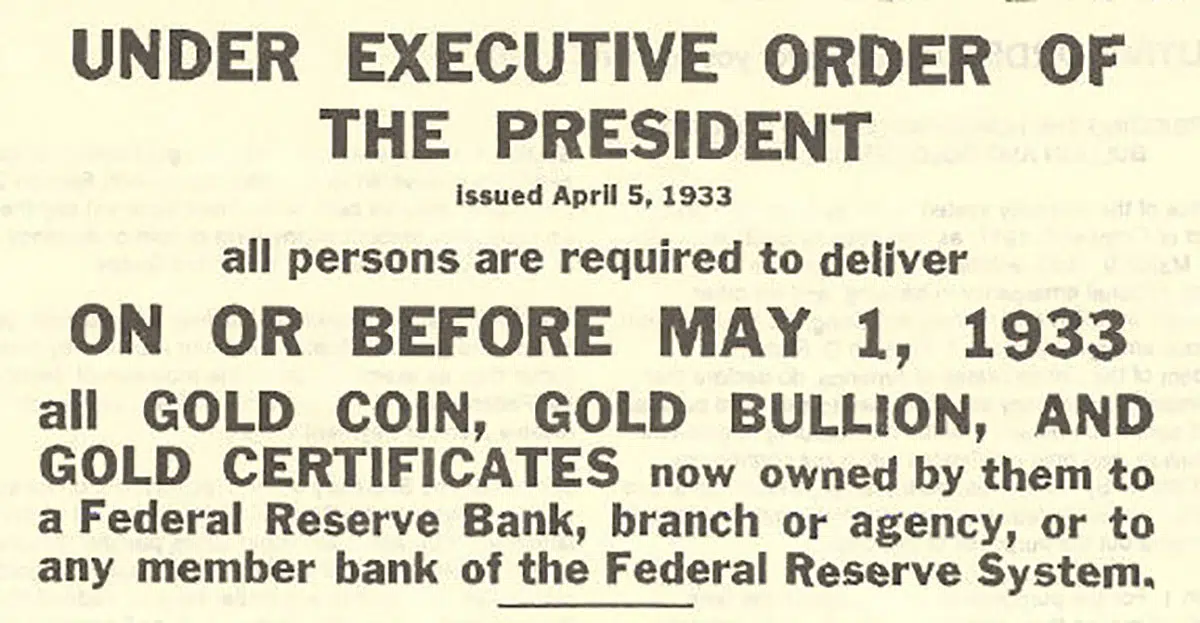 UNDER EXECUTIVE ORDER OF
THE PRESIDENT
issued April 5, 1933
all persons are required to deliver
ON OR BEFORE MAY 1, 1933
all GOLD COIN, GOLD BULLION, AND
GOLD CERTIFICATES now owned by them to
a Federal Reserve Bank, branch or agency, or to
any member bank of the Federal Reserve System.